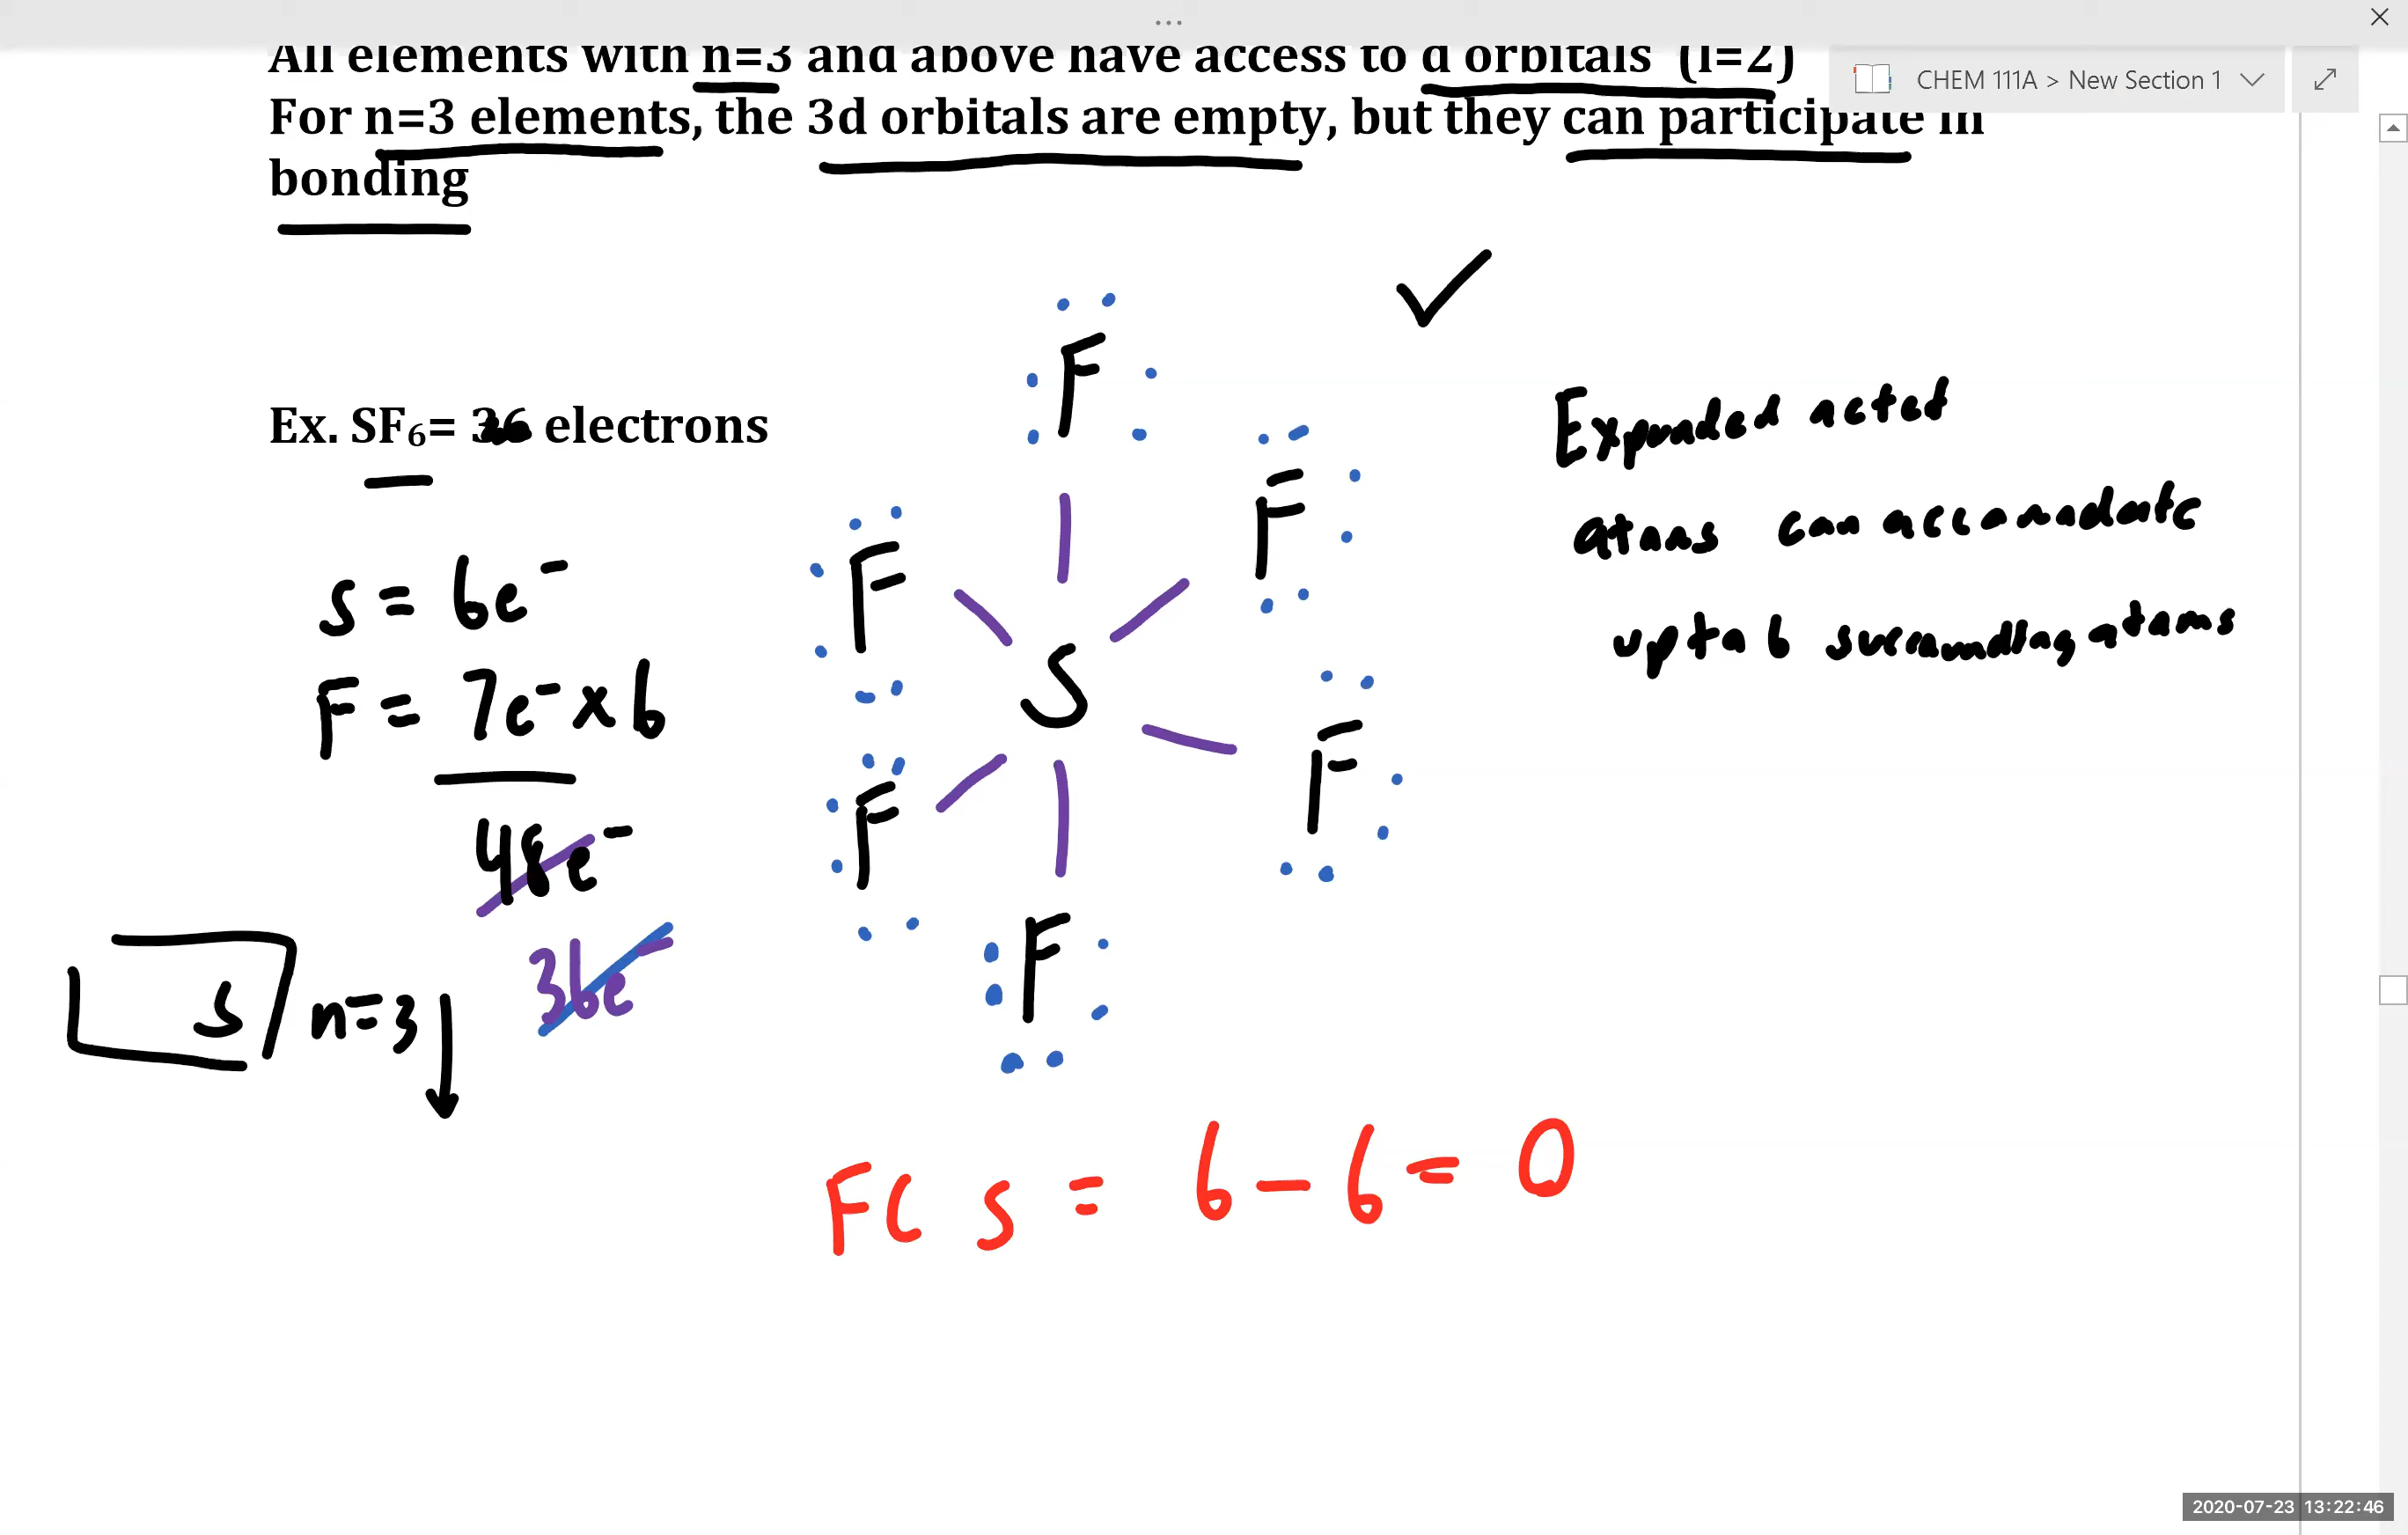 All elements with n=3 and above have access to d orbitals (l=2)
CHEM 111A > New Section 1
For n=3 elements, the 3d orbitals are empty, but they can participate in
bonding
Ex. SF₆= 36 electrons
F
F
F
S
F
F
F
Expanded octet
atoms can accomadate
up to 6 surrounding atoms
S = 6e⁻
F = 7e⁻ x 6
48e⁻
36e⁻
S n=3
FC S = 6 - 6 = 0
2020-07-23 13:22:46